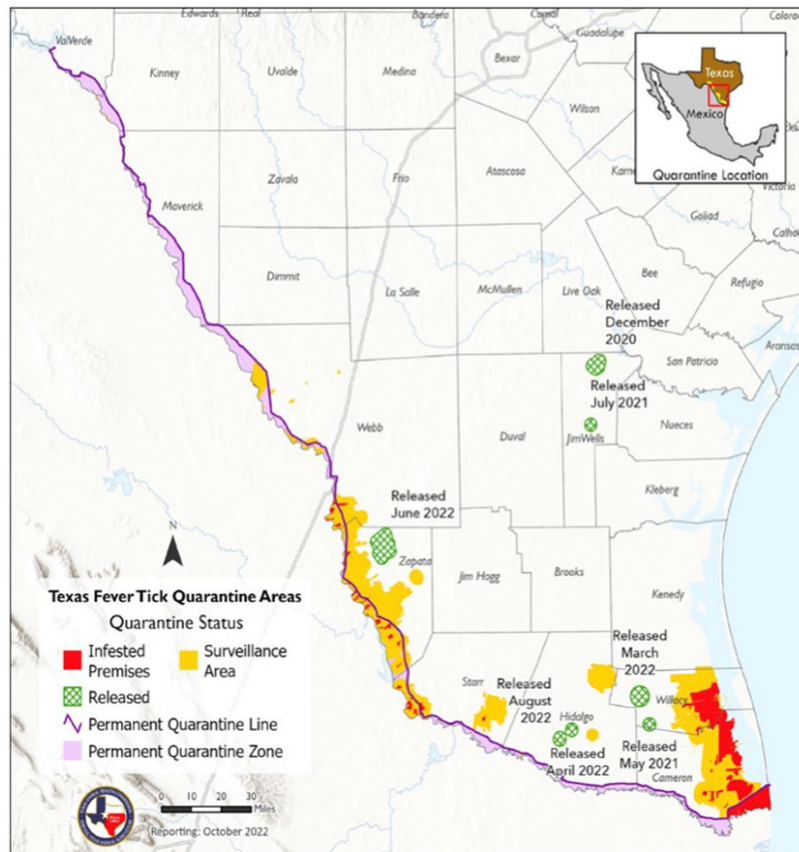 Edwards
Real
Bandera
Comal
Guadalupe
ValVerde
Kinney
Uvalde
Medina
Bexar
Wilson
Texas
Mexico
Quarantine Location
Maverick
Zavala
Frio
Atascosa
Goliad
Dimmit
La Salle
McMullen
Live Oak
Bee
Refugio
Released
December
2020
San Patricio
Aransas
Released
July 2021
Webb
Duval
JimWells
Nueces
Kleberg
Released
June 2022
Zapata
Jim Hogg
Brooks
Kenedy
N
Texas Fever Tick Quarantine Areas
Quarantine Status
Infested
Premises
Surveillance
Area
Released
Permanent Quarantine Line
Permanent Quarantine Zone
Released
March
2022
Starr
Released
August
2022
Hidalgo
Willacy
Released
April 2022
Released
May 2021
Cameron
0 5 10 20 30
Miles
Reporting: October 2022